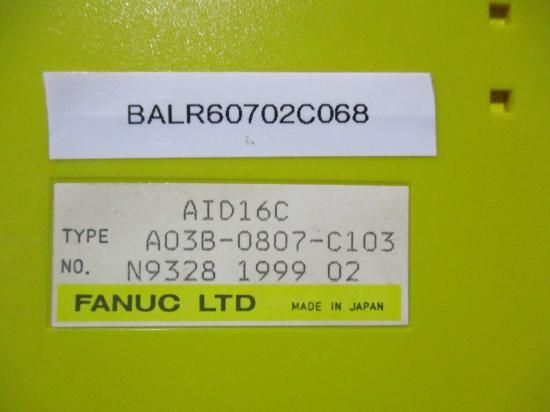 BALR60702C068
AID16C
TYPE A03B-0807-C103
NO. N9328 1999 02
FANUC LTD MADE IN JAPAN